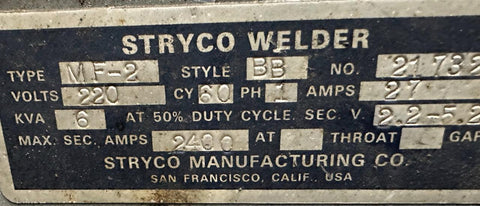 STRYCO WELDER
TYPE MF-2 STYLE BB NO. 21732
VOLTS 220 CY 60 PH 1 AMPS 27
KVA 6 AT 50% DUTY CYCLE. SEC. V. 2.2-5.2
MAX. SEC. AMPS 2400 AT THROAT GAP
STRYCO MANUFACTURING CO.
SAN FRANCISCO, CALIF., USA